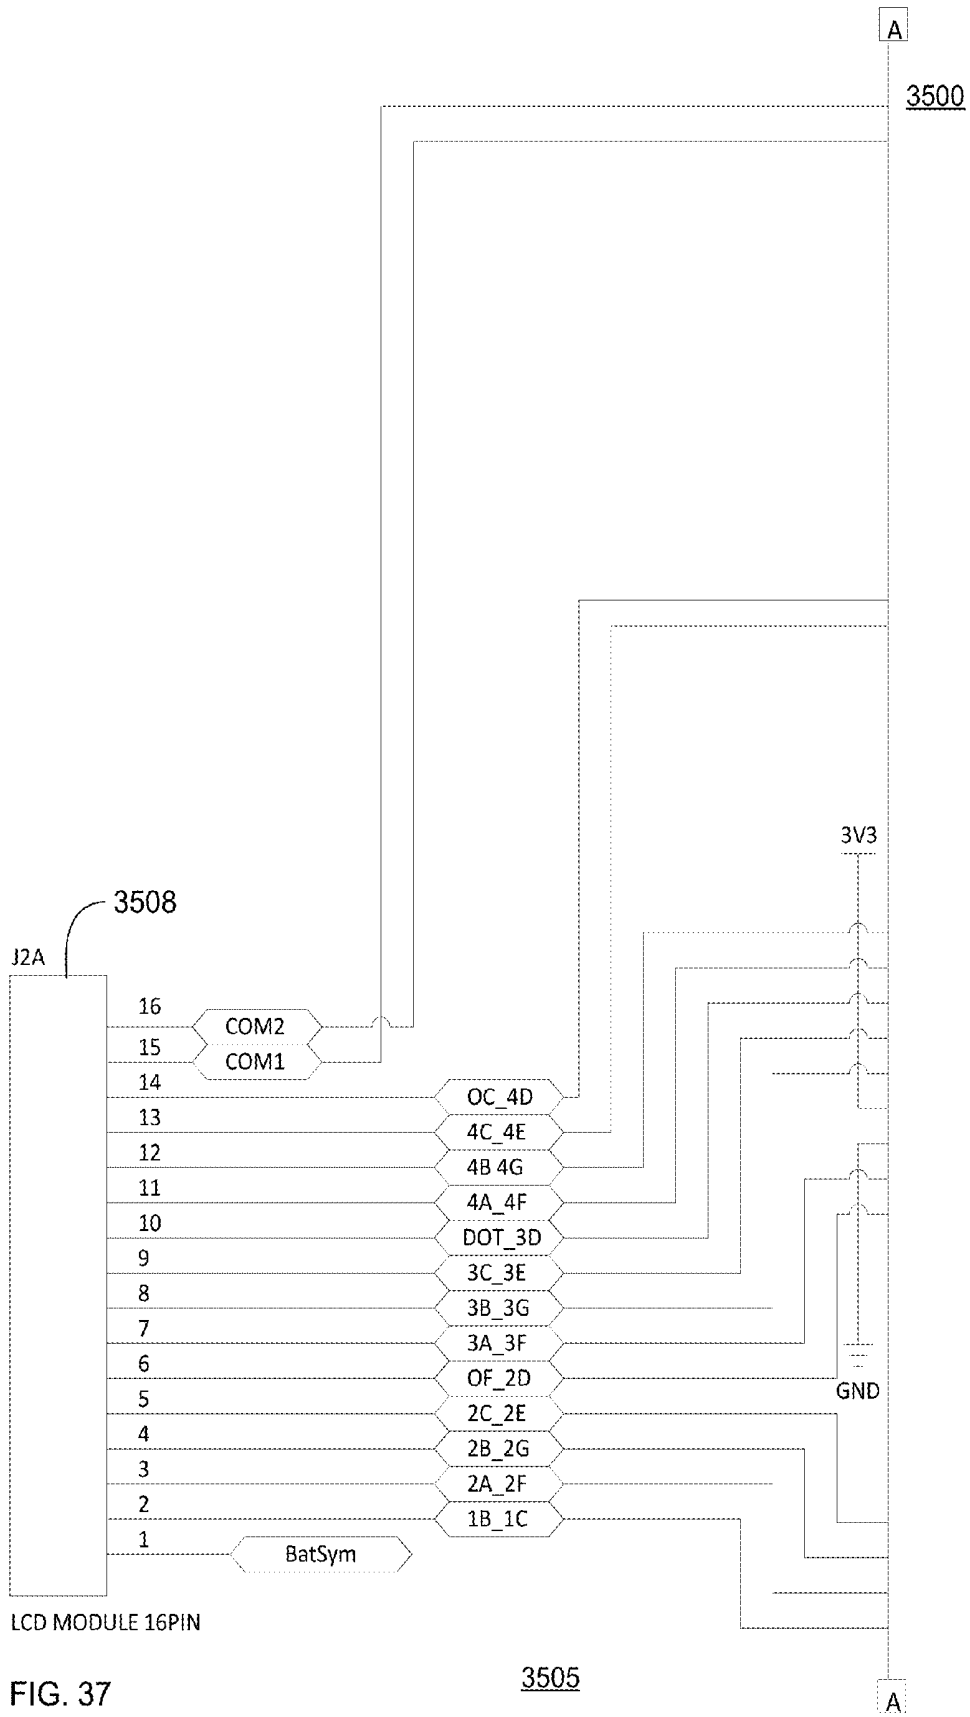 A
3500
3V3
3508
J2A
16
COM2
15
COM1
14
OC_4D
13
4C_4E
12
4B 4G
11
4A_4F
10
DOT_3D
9
3C_3E
8
3B_3G
7
3A_3F
6
OF_2D
GND
5
2C_2E
4
2B_2G
3
2A_2F
2
1B_1C
1
BatSym
LCD MODULE 16PIN
3505
FIG. 37
A